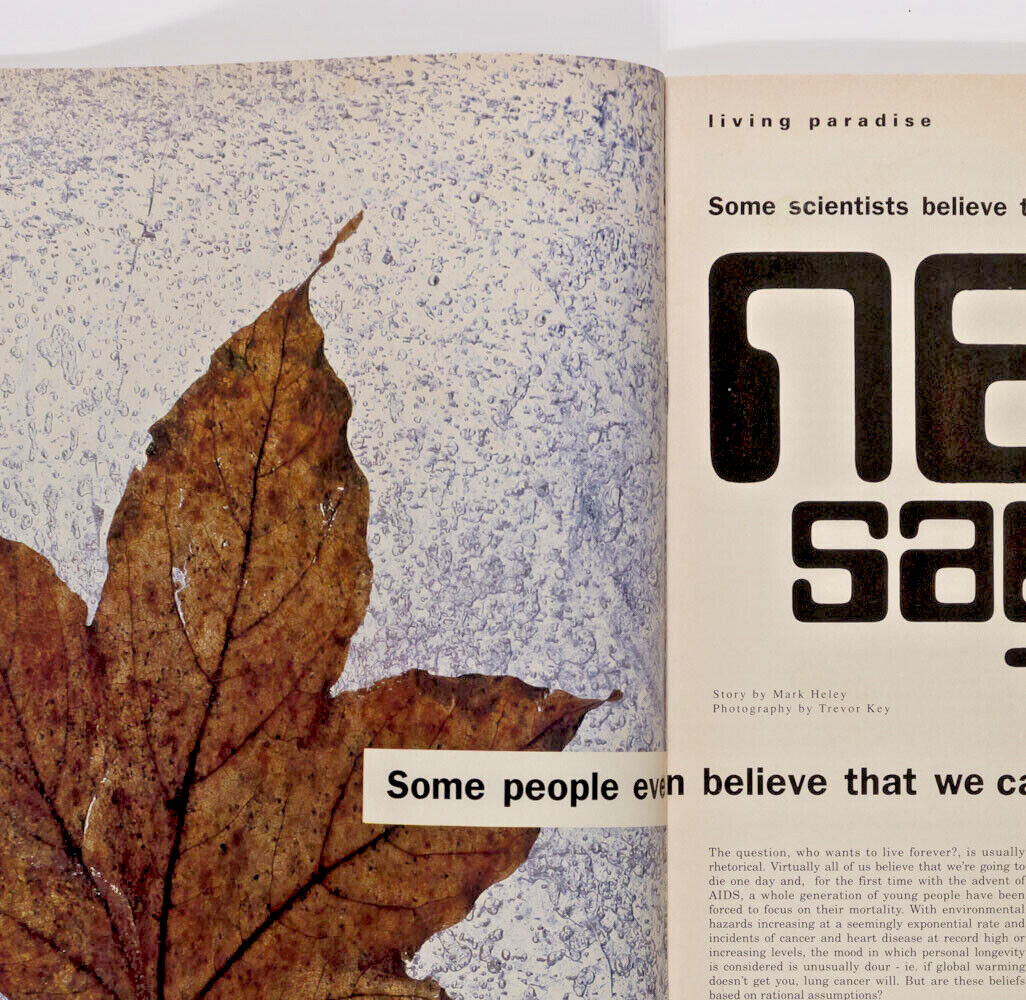 living paradise
Some scientists believe t
ne
sag
Story by Mark Heley
Photography by Trevor Key
Some people even believe that we ca
The question, who wants to live forever?, is usually
rhetorical. Virtually all of us believe that we're going to
die one day and, for the first time with the advent of
AIDS, a whole generation of young people have been
forced to focus on their mortality. With environmental
hazards increasing at a seemingly exponential rate and
incidents of cancer and heart disease at record high or
increasing levels, the mood in which personal longevity
is considered is unusually dour - ie. if global warming
doesn't get you, lung cancer will. But are these beliefs
based on rational assumptions?